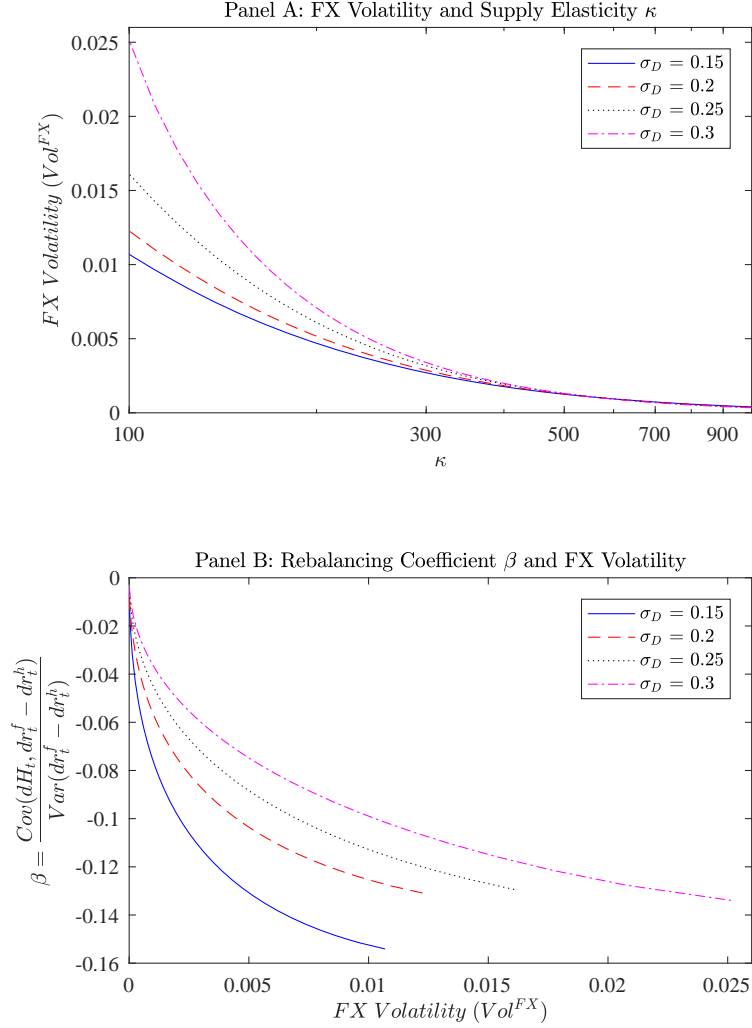 Panel A: FX Volatility and Supply Elasticity κ
FX Volatility (Vol^{FX})
0.025
0.02
0.015
0.01
0.005
0
σ_D = 0.15
σ_D = 0.2
σ_D = 0.25
σ_D = 0.3
100
300
500
700
900
κ
Panel B: Rebalancing Coefficient β and FX Volatility
β = \frac{Cov(dH_t, dr_t^f − dr_t^h)}{Var(dr_t^f − dr_t^h)}
0
-0.02
-0.04
-0.06
-0.08
-0.1
-0.12
-0.14
-0.16
σ_D = 0.15
σ_D = 0.2
σ_D = 0.25
σ_D = 0.3
0
0.005
0.01
0.015
0.02
0.025
FX Volatility (Vol^{FX})